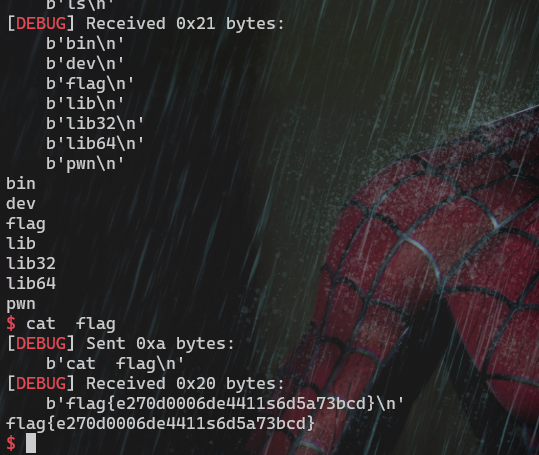 b'ls\n'
[DEBUG] Received 0x21 bytes:
b'bin\n'
b'dev\n'
b'flag\n'
b'lib\n'
b'lib32\n'
b'lib64\n'
b'pwn\n'
bin
dev
flag
lib
lib32
lib64
pwn
$ cat  flag
[DEBUG] Sent 0xa bytes:
b'cat  flag\n'
[DEBUG] Received 0x20 bytes:
b'flag{e270d0006de4411s6d5a73bcd}\n'
flag{e270d0006de4411s6d5a73bcd}
$